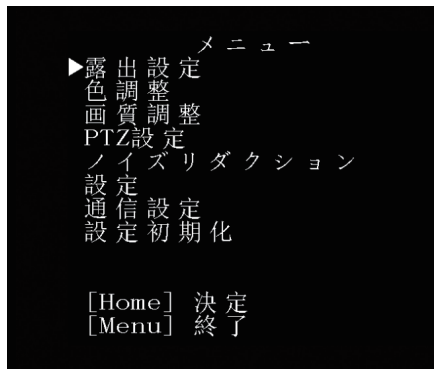 メニュー
▶露出設定
色調整
画質調整
PTZ設定
ノイズリダクション
設定
通信設定
設定初期化
[Home] 決定
[Menu] 終了